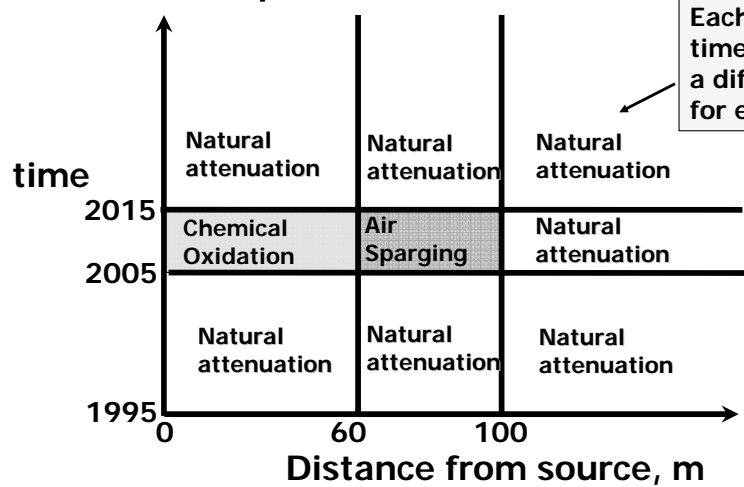 Each
time
a dif
for e
Natural
attenuation
Natural
attenuation
Natural
attenuation
time
2015
Chemical
Oxidation
Air
Sparging
Natural
attenuation
2005
Natural
attenuation
Natural
attenuation
Natural
attenuation
1995
0
60
100
Distance from source, m